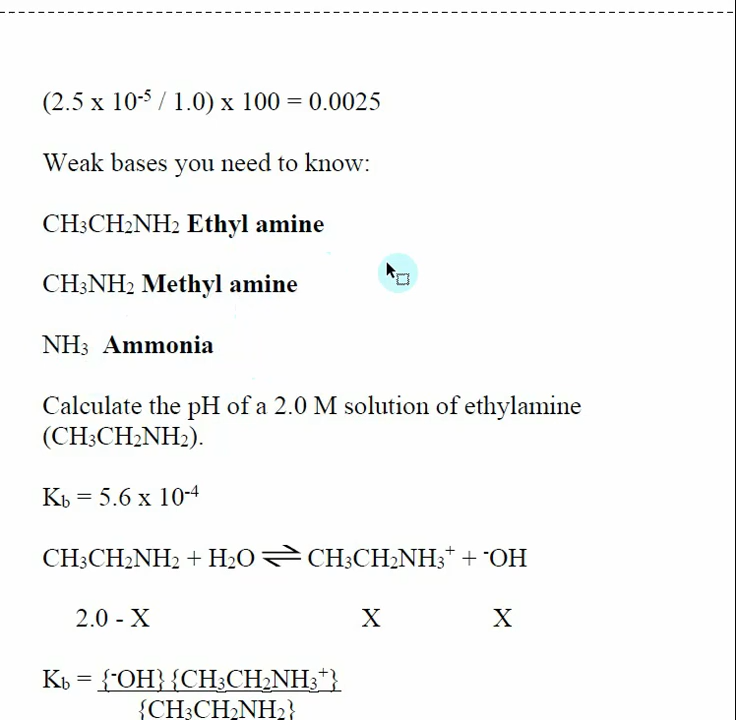 (2.5 x 10⁻⁵ / 1.0) x 100 = 0.0025
Weak bases you need to know:
CH₃CH₂NH₂ Ethyl amine
CH₃NH₂ Methyl amine
NH₃ Ammonia
Calculate the pH of a 2.0 M solution of ethylamine
(CH₃CH₂NH₂).
K_b = 5.6 x 10⁻⁴
CH₃CH₂NH₂ + H₂O ⇌ CH₃CH₂NH₃⁺ + ⁻OH
2.0 - X X X
K_b = {⁻OH}{CH₃CH₂NH₃⁺}
{CH₃CH₂NH₂}